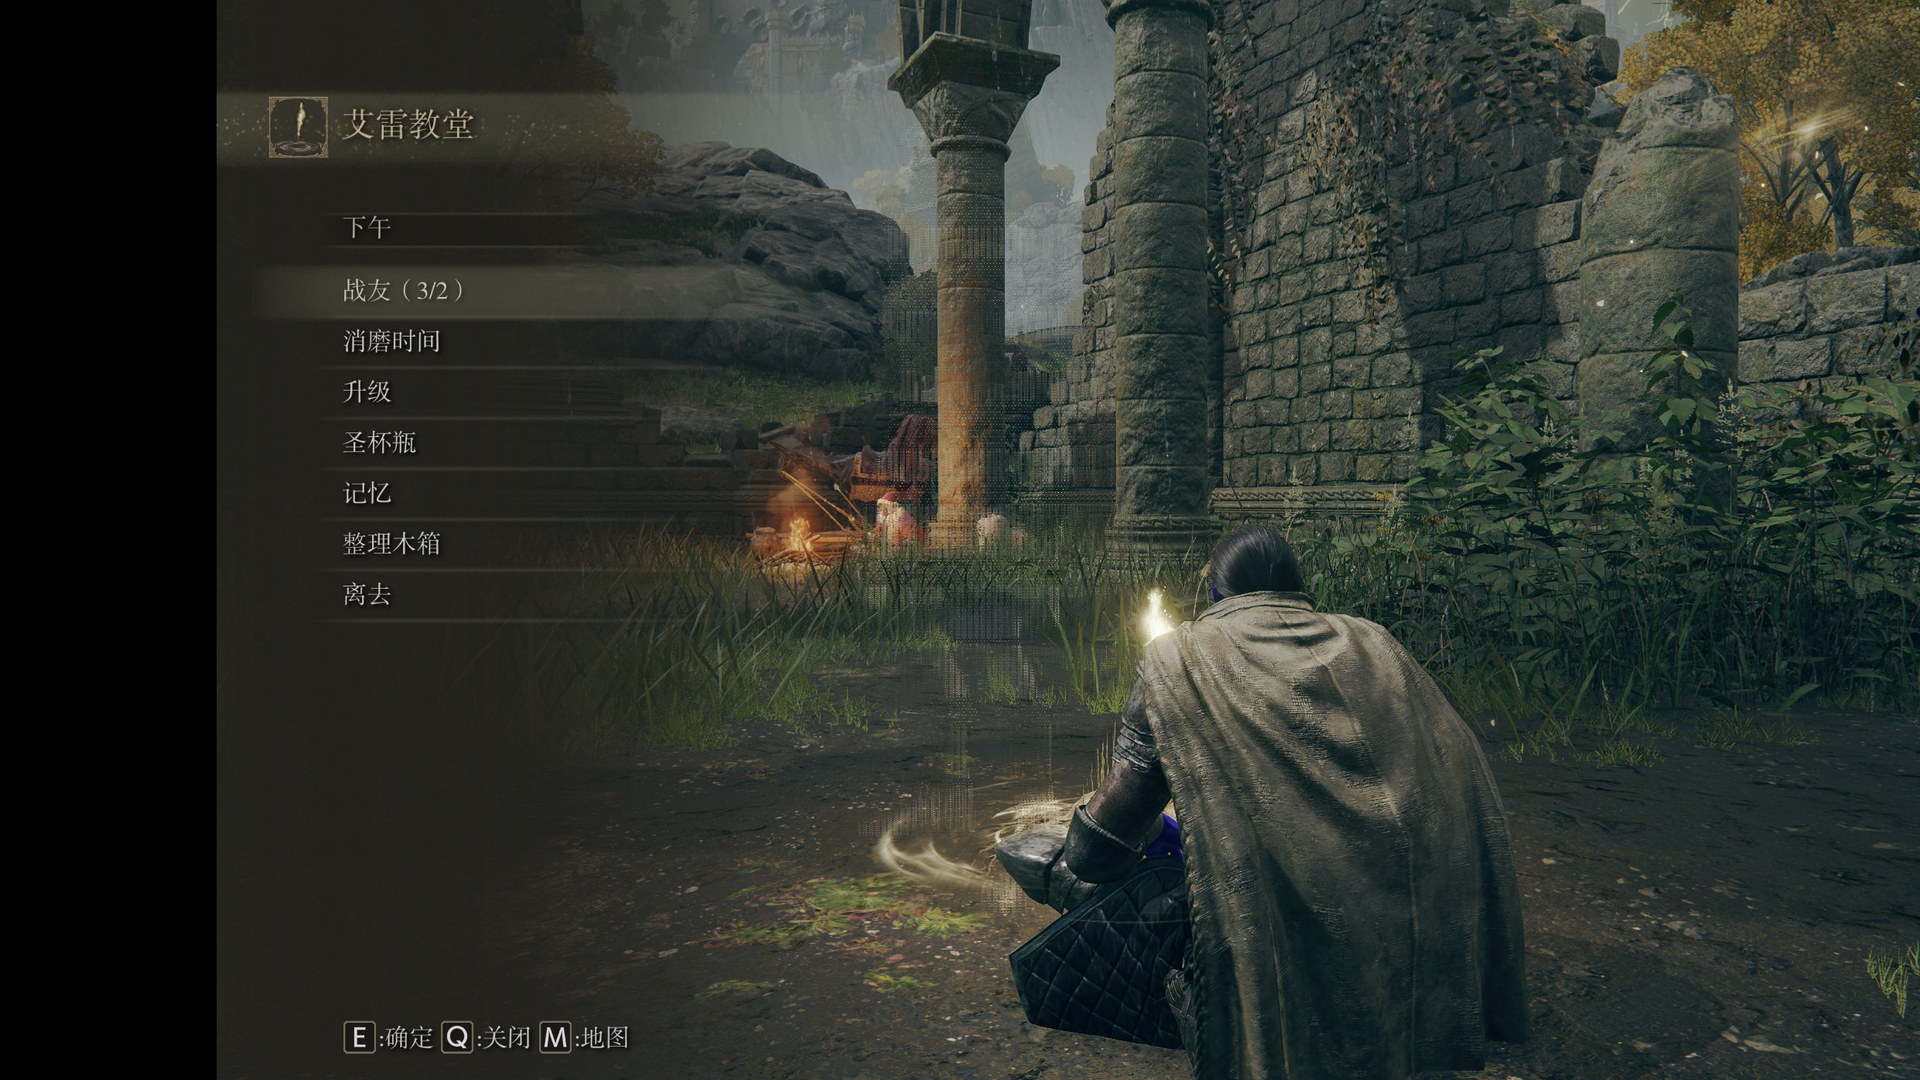 艾雷教堂
下午
战友（3/2）
消磨时间
升级
圣杯瓶
记忆
整理木箱
离去
E:确定 Q:关闭 M:地图